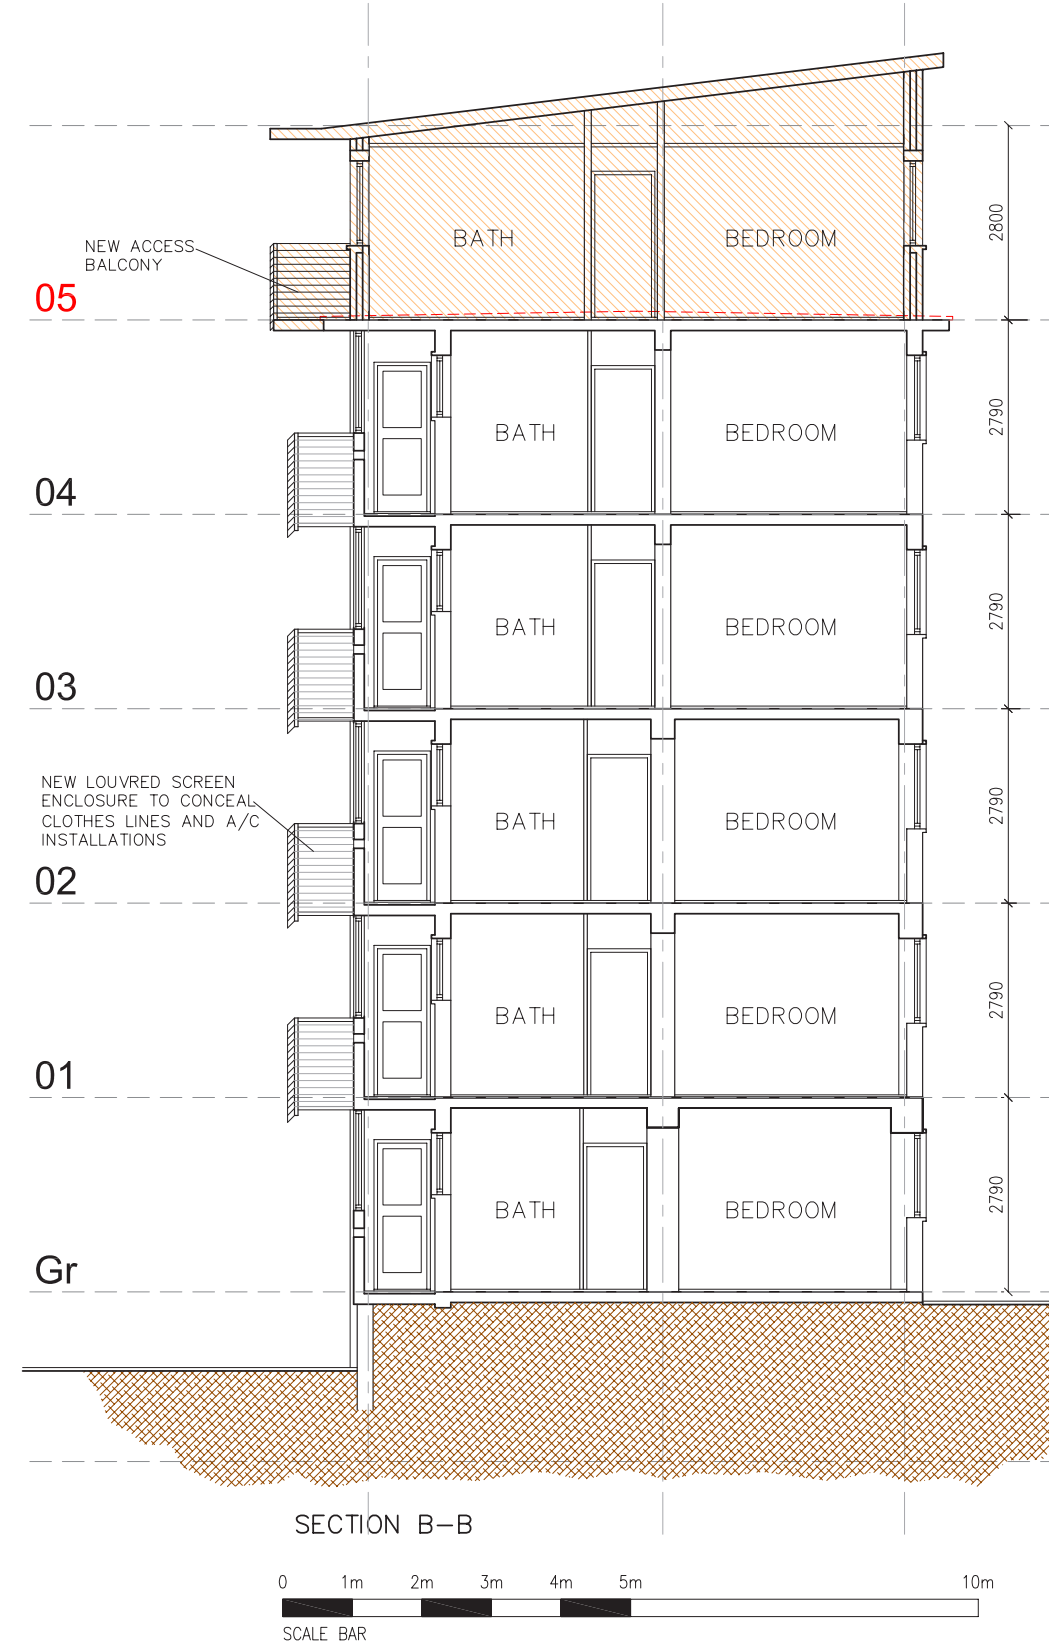 2800
BATH
BEDROOM
NEW ACCESS
BALCONY
05
2790
BATH
BEDROOM
04
2790
BATH
BEDROOM
03
2790
NEW LOUVRED SCREEN
ENCLOSURE TO CONCEAL
CLOTHES LINES AND A/C
INSTALLATIONS
BATH
BEDROOM
02
2790
BATH
BEDROOM
01
2790
BATH
BEDROOM
Gr
SECTION B-B
0 1m 2m 3m 4m 5m 10m
SCALE BAR